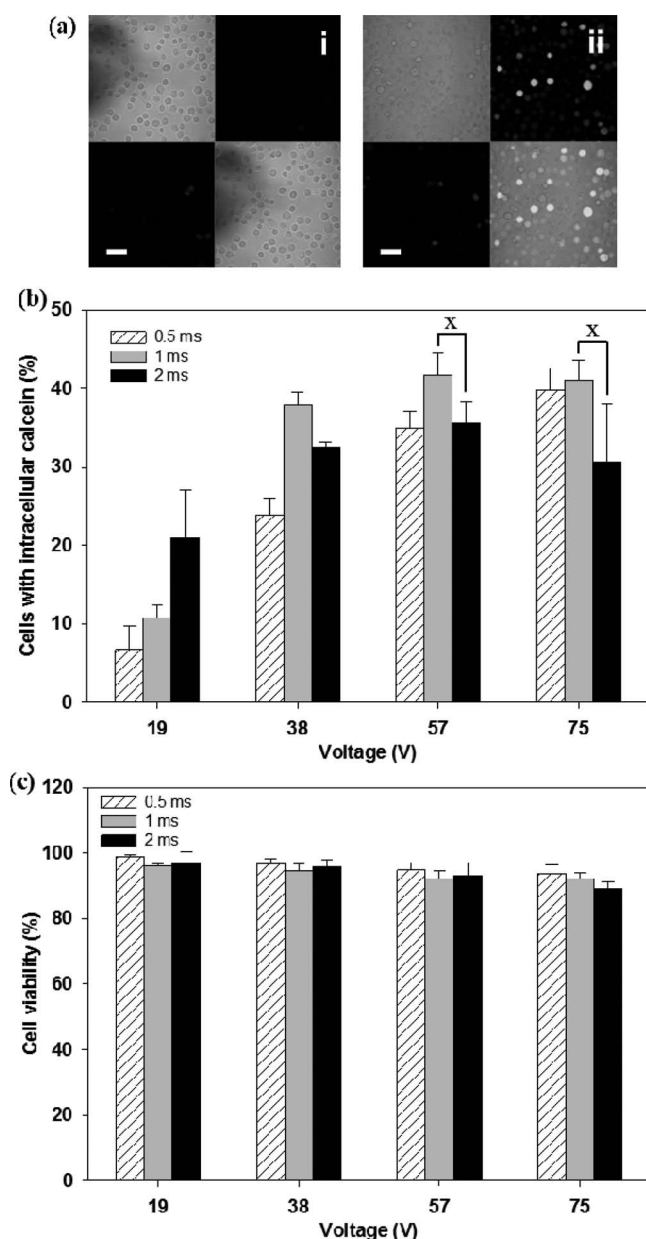 (a)
i
ii
(b)
50
40
30
20
10
0
Cells with intracellular calcein (%)
0.5 ms
1 ms
2 ms
x
x
19 38 57 75
Voltage (V)
(c)
120
100
80
60
40
20
0
Cell viability (%)
0.5 ms
1 ms
2 ms
19 38 57 75
Voltage (V)